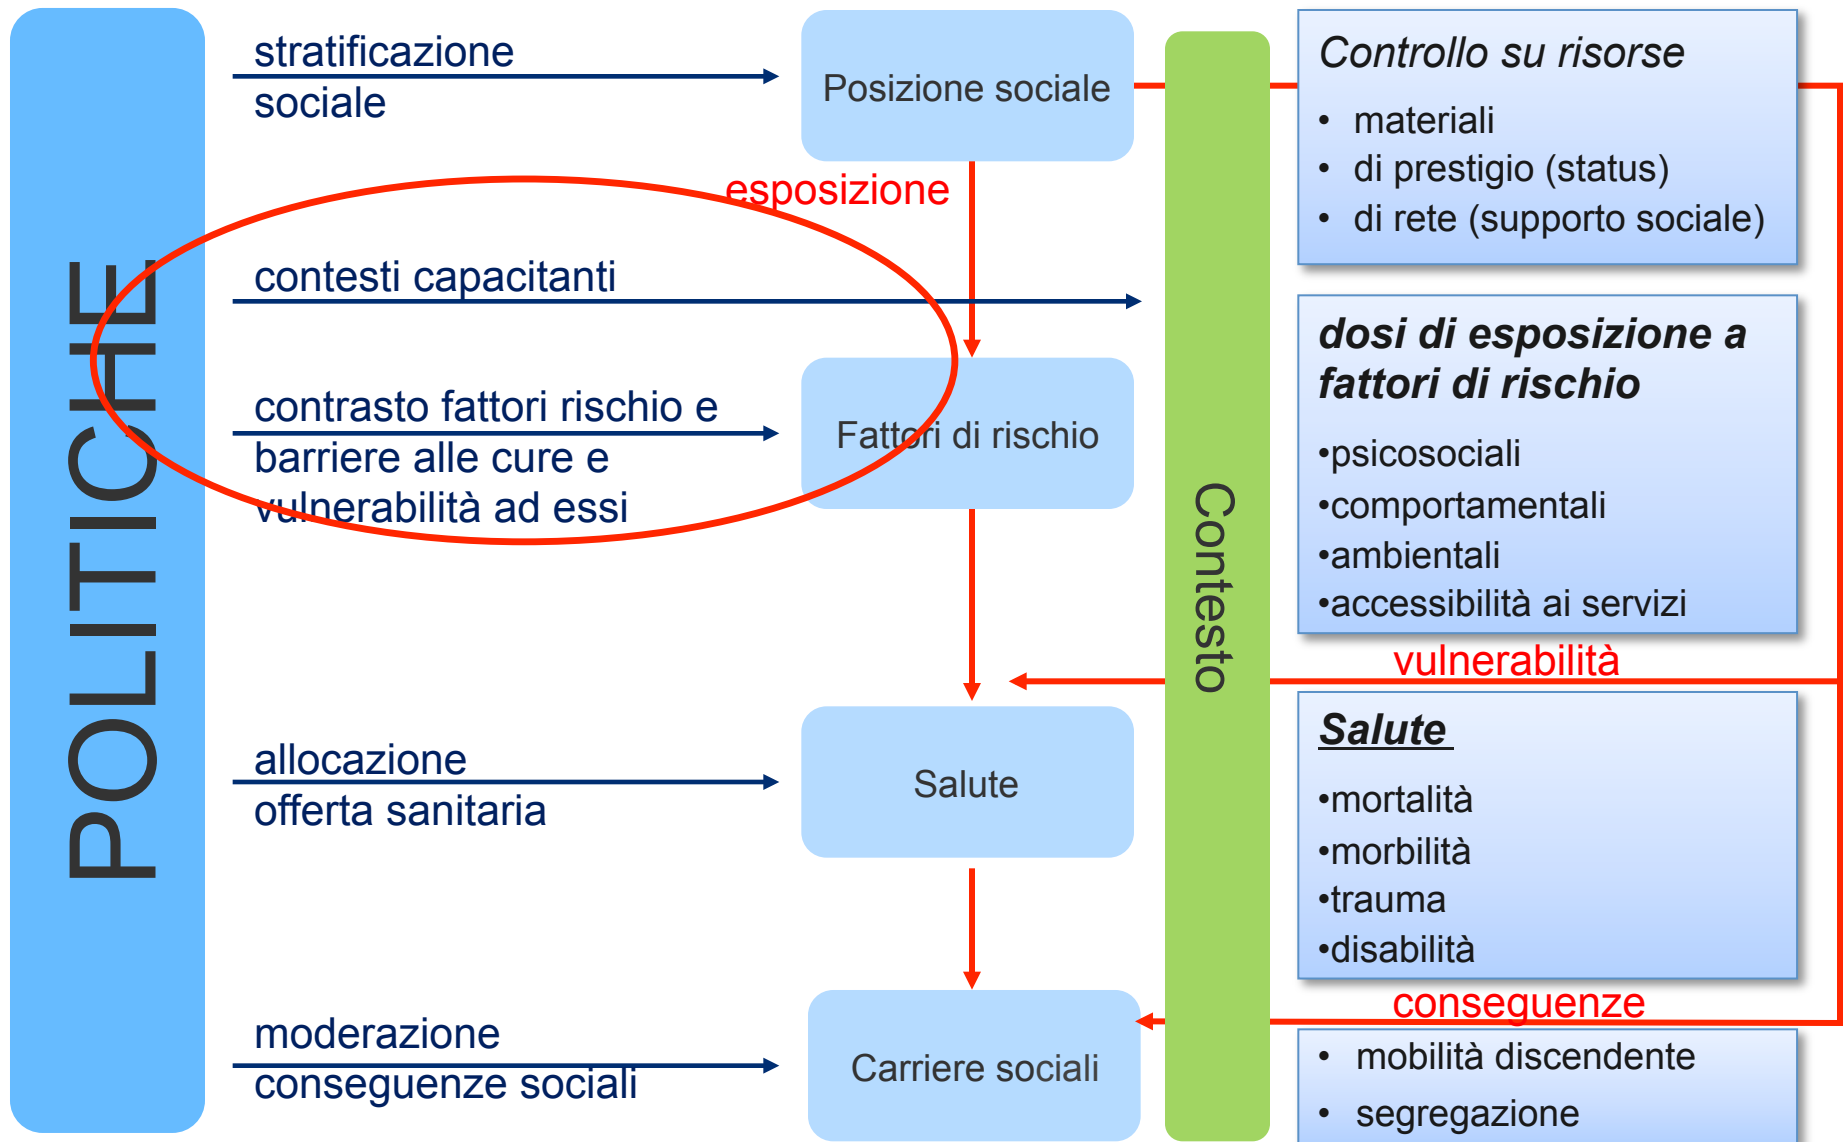 POLITICHE
stratificazione
sociale
contesti capacitanti
contrasto fattori rischio e
barriere alle cure e
vulnerabilità ad essi
allocazione
offerta sanitaria
moderazione
conseguenze sociali
Posizione sociale
esposizione
Fattori di rischio
Salute
Carriere sociali
Contesto
Controllo su risorse
• materiali
• di prestigio (status)
• di rete (supporto sociale)
dosi di esposizione a
fattori di rischio
•psicosociali
•comportamentali
•ambientali
•accessibilità ai servizi
vulnerabilità
Salute
•mortalità
•morbilità
•trauma
•disabilità
conseguenze
• mobilità discendente
• segregazione